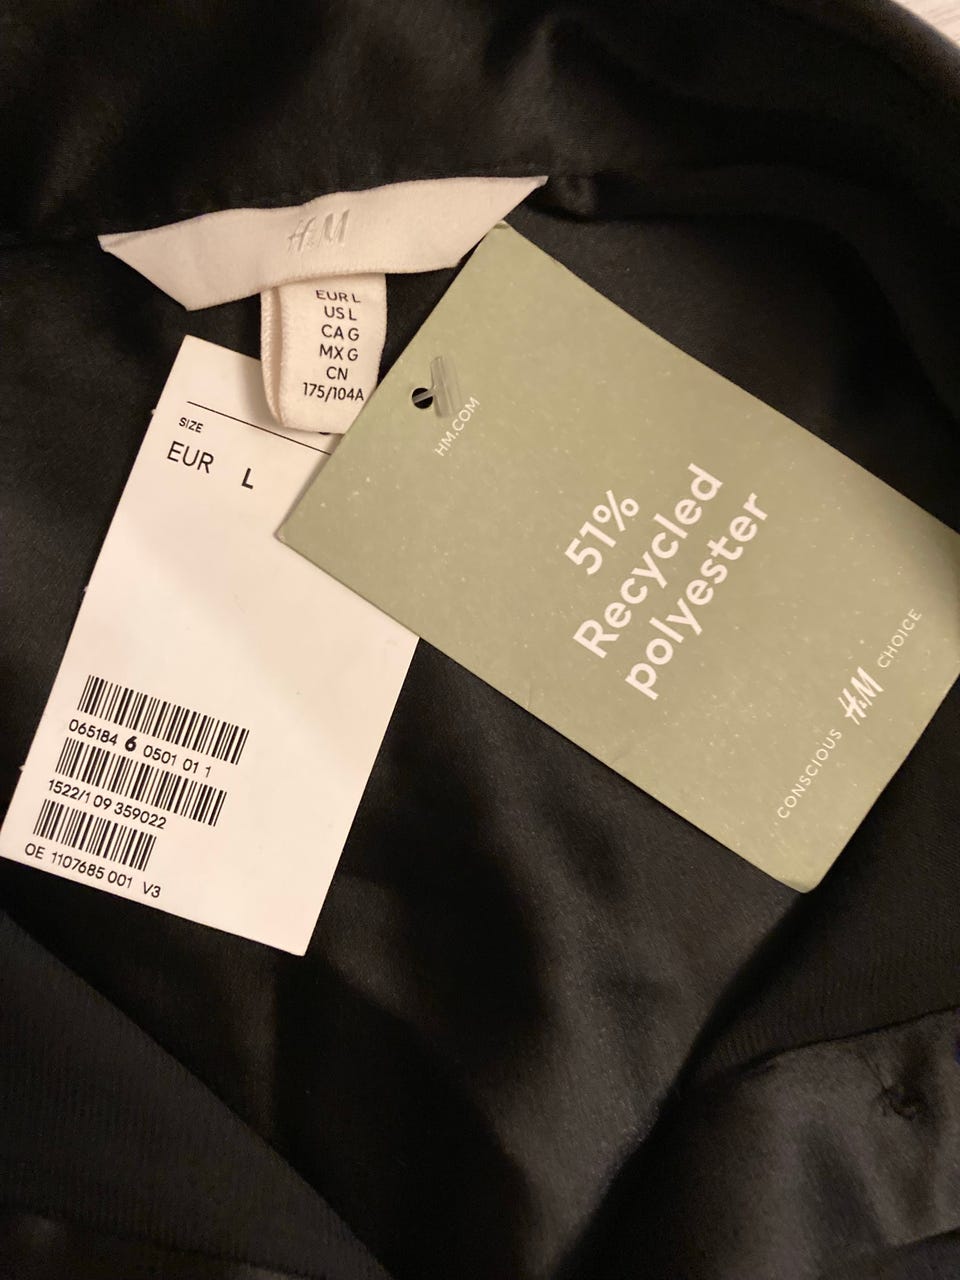 H&M
EUR L
US L
CA G
MX G
CN
175/104A
SIZE
EUR L
065184 6 0501 01 1
1522/1 09 359022
OE 1107685 001 V3
HM.COM
51%
Recycled
polyester
CONSCIOUS H&M CHOICE